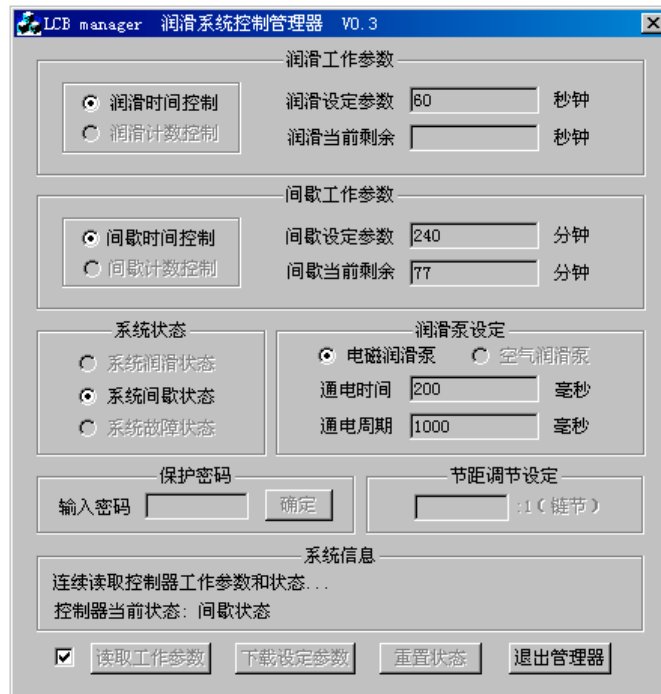 LCB manager 润滑系统控制管理器 V0.3
润滑工作参数
润滑时间控制 润滑设定参数 60 秒钟
润滑计数控制 润滑当前剩余 秒钟
间歇工作参数
间歇时间控制 间歇设定参数 240 分钟
间歇计数控制 间歇当前剩余 77 分钟
系统状态 润滑泵设定
系统润滑状态 电磁润滑泵 空气润滑泵
系统间歇状态 通电时间 200 毫秒
系统故障状态 通电周期 1000 毫秒
保护密码 节距调节设定
输入密码 确定 :1(链节)
系统信息
连续读取控制器工作参数和状态...
控制器当前状态: 间歇状态
读取工作参数 下载设定参数 重置状态 退出管理器